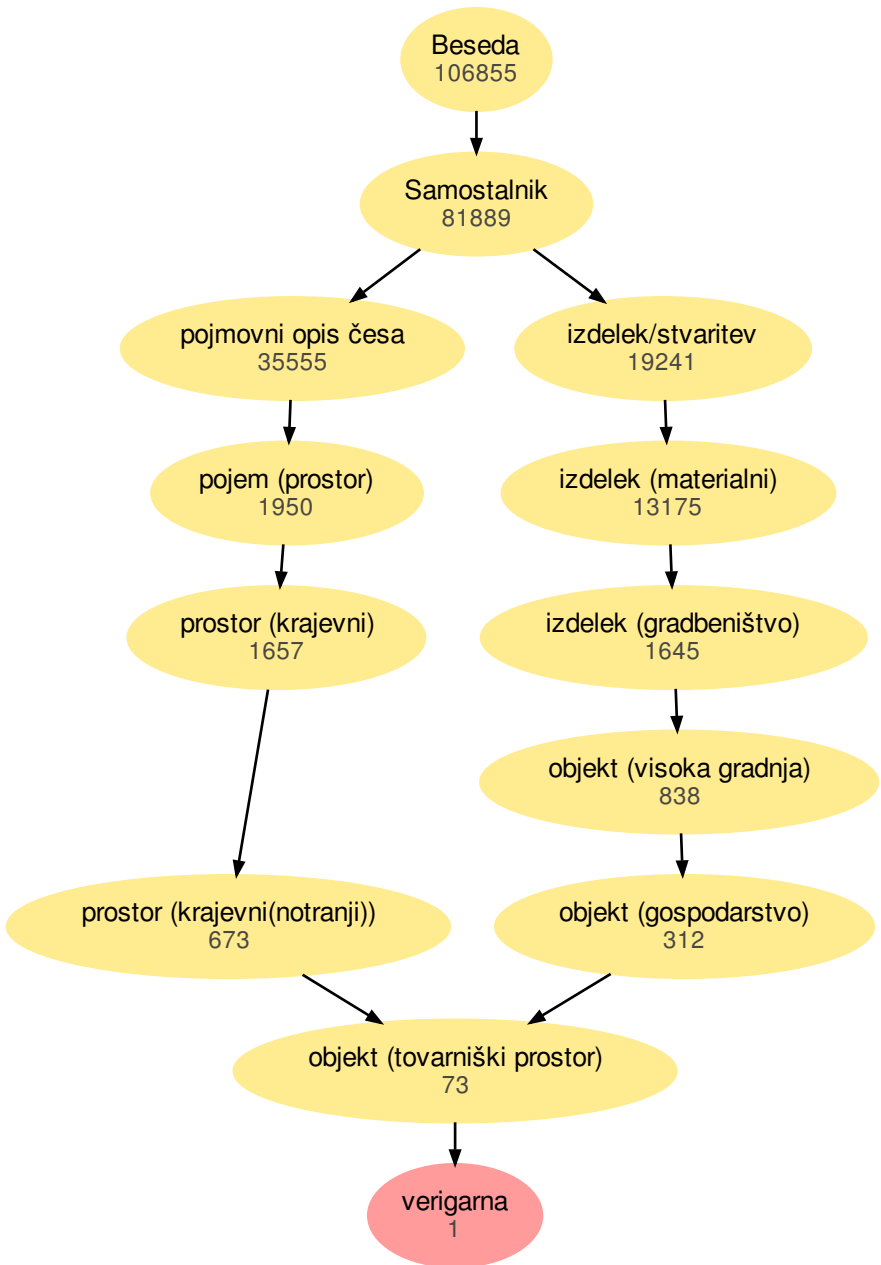 Beseda
106855
Samostalnik
81889
pojmovni opis česa
35555
izdelek/stvaritev
19241
pojem (prostor)
1950
izdelek (materialni)
13175
prostor (krajevni)
1657
izdelek (gradbeništvo)
1645
objekt (visoka gradnja)
838
prostor (krajevni(notranji))
673
objekt (gospodarstvo)
312
objekt (tovarniški prostor)
73
verigarna
1